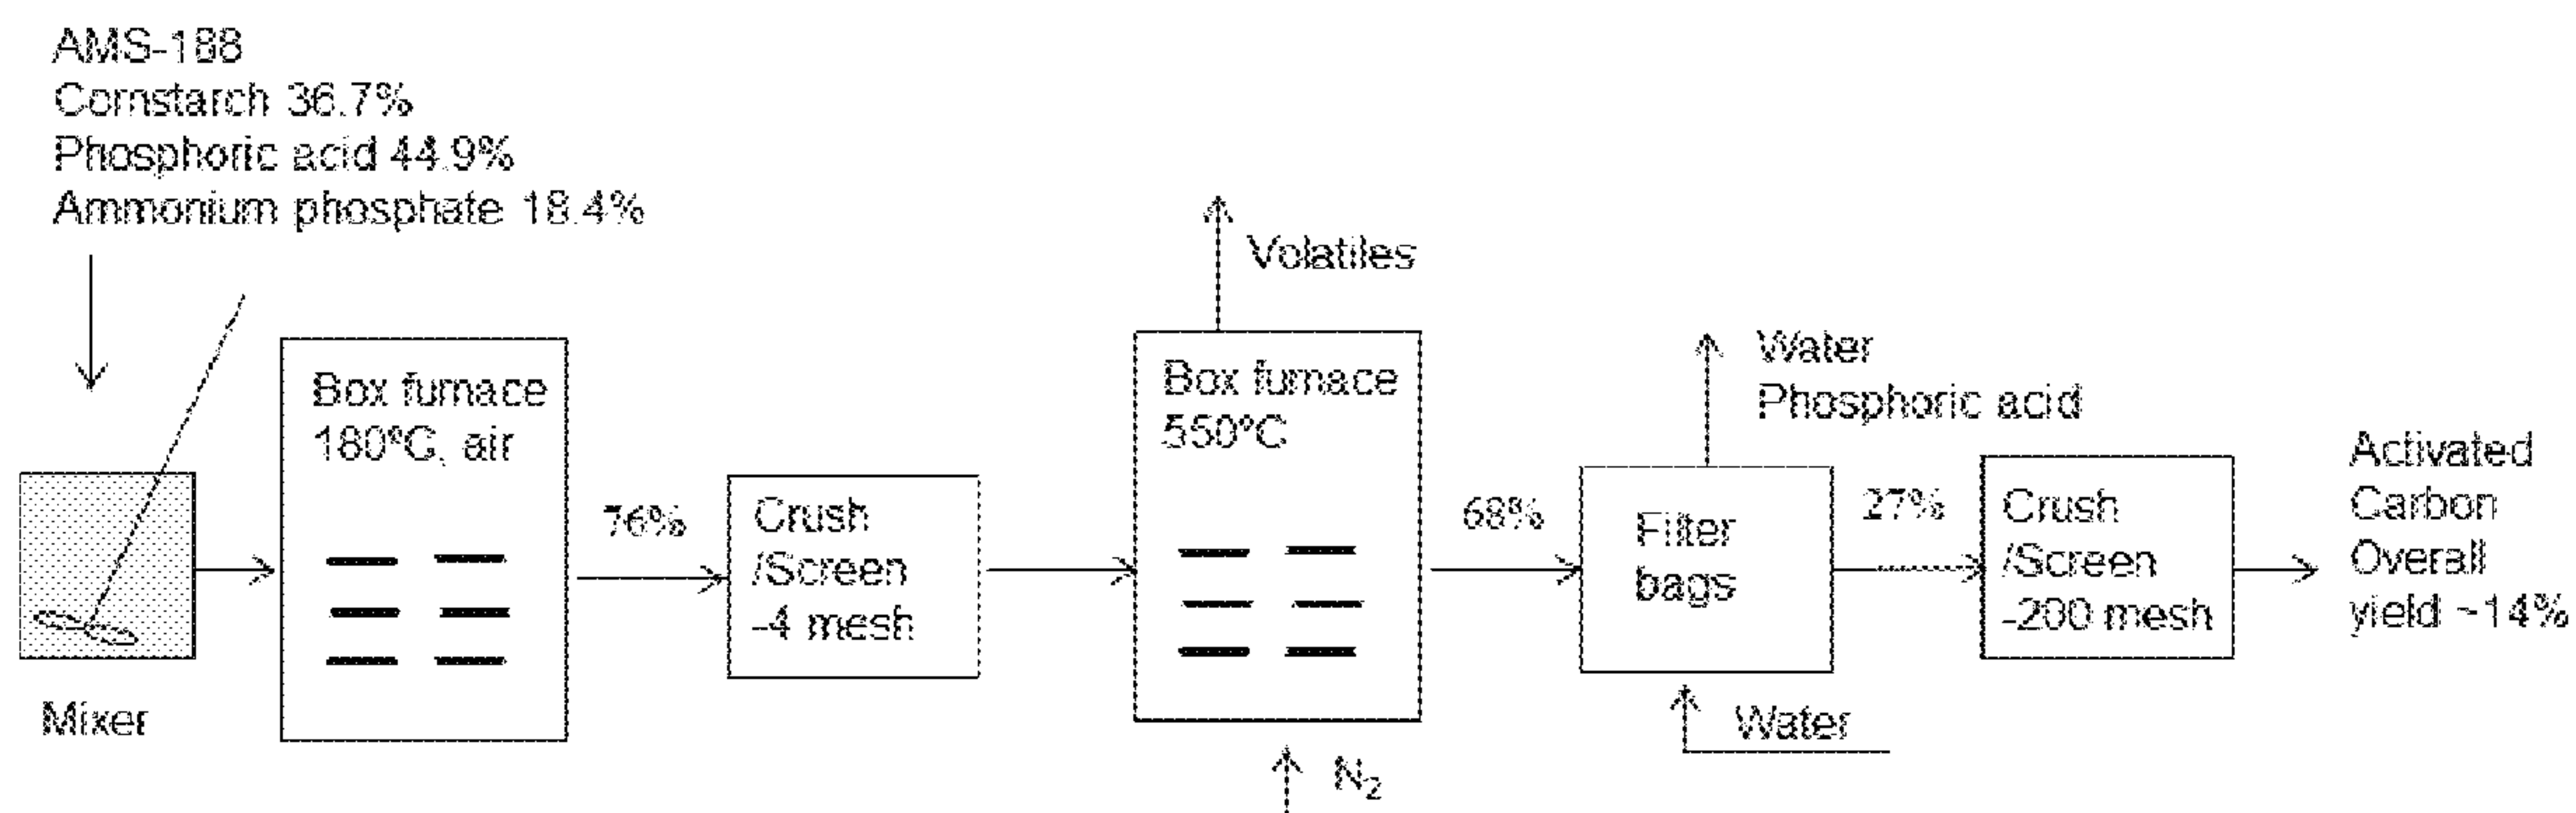 AMS-188
Cornstarch 36.7%
Phosphoric acid 44.9%
Ammonium phosphate 18.4%
Mixer
Box furnace
180ºC, air
76%
Crush
/Screen
-4 mesh
Volatiles
Box furnace
550ºC
N2
68%
Water
Phosphoric acid
Filter
bags
Water
27%
Crush
/Screen
-200 mesh
Activated
Carbon
Overall
yield ~14%